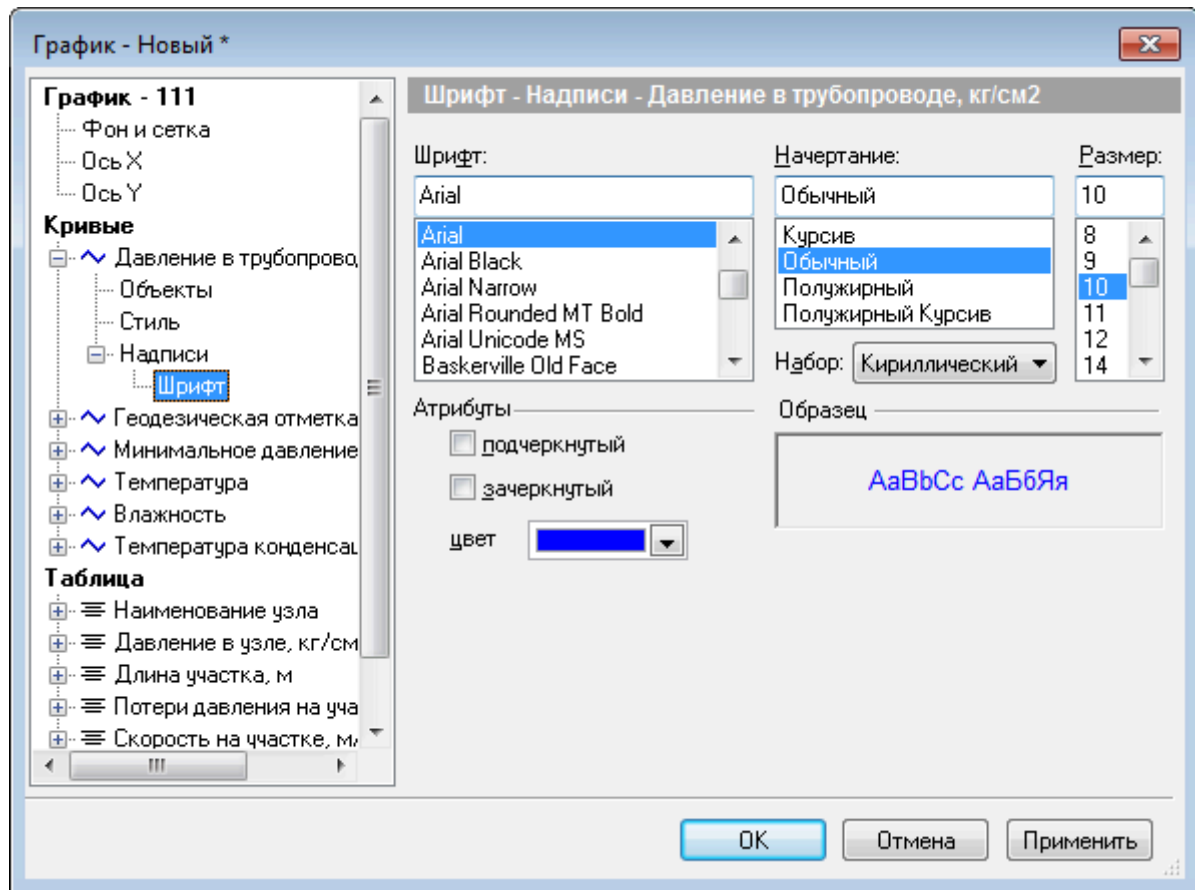 График - Новый *
График - 111
Фон и сетка
Ось X
Ось Y
Кривые
Давление в трубопровод
Объекты
Стиль
Надписи
Шрифт
Геодезическая отметка
Минимальное давление
Температура
Влажность
Температура конденсац
Таблица
Наименование узла
Давление в узле, кг/см
Длина участка, м
Потери давления на уча
Скорость на участке, м/
Шрифт - Надписи - Давление в трубопроводе, кг/см2
Шрифт:
Arial
Arial
Arial Black
Arial Narrow
Arial Rounded MT Bold
Arial Unicode MS
Baskerville Old Face
Начертание:
Обычный
Курсив
Обычный
Полужирный
Полужирный Курсив
Набор: Кириллический
Размер:
10
8
9
10
11
12
14
Атрибуты
подчеркнутый
зачеркнутый
цвет
Образец
AaBbCc АаБбЯя
OK
Отмена
Применить